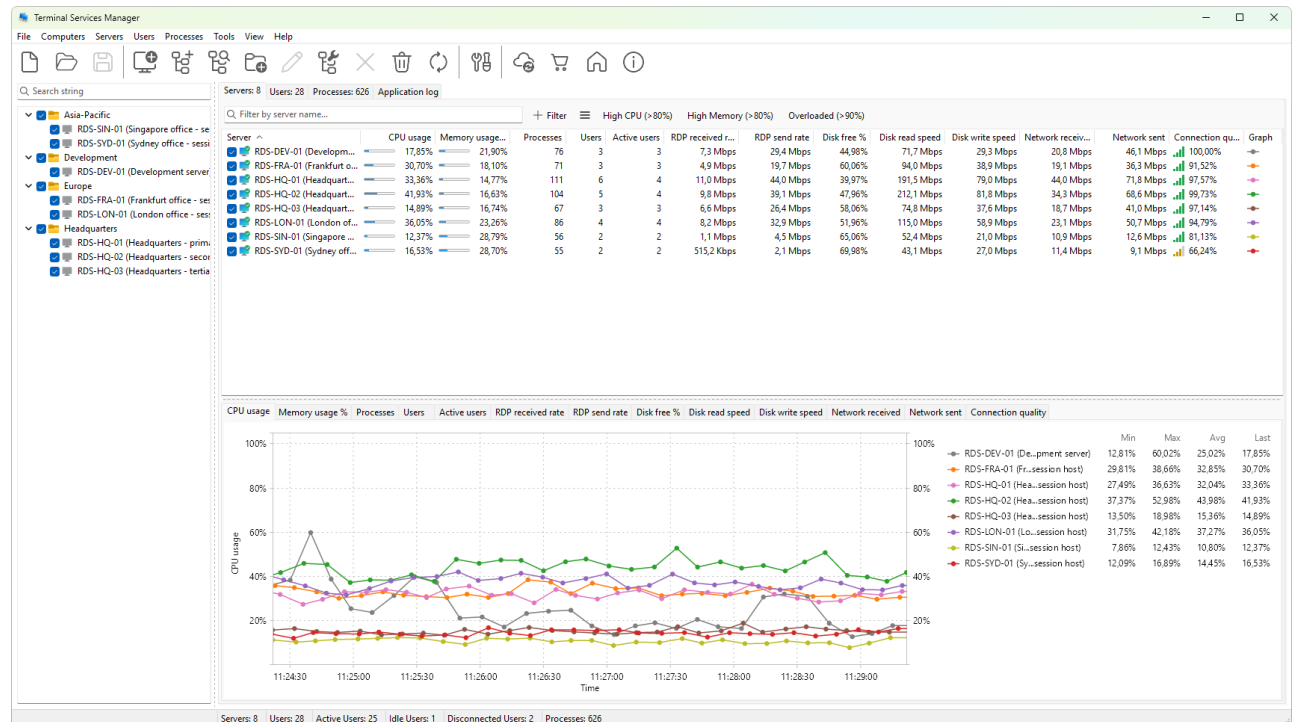 Terminal Services Manager
File Computers Servers Users Processes Tools View Help
Search string
Asia-Pacific
RDS-SIN-01 (Singapore office - se
RDS-SYD-01 (Sydney office - sessi
Development
RDS-DEV-01 (Development server
Europe
RDS-FRA-01 (Frankfurt office - ses
RDS-LON-01 (London office - ses
Headquarters
RDS-HQ-01 (Headquarters - prima
RDS-HQ-02 (Headquarters - secor
RDS-HQ-03 (Headquarters - tertia
Servers: 8 Users: 28 Processes: 626 Application log
Filter by server name... Filter High CPU (>80%) High Memory (>80%) Overloaded (>90%)
Server CPU usage Memory usage... Processes Users Active users RDP received r... RDP send rate Disk free % Disk read speed Disk write speed Network receiv... Network sent Connection qu... Graph
RDS-DEV-01 (Developm... 17,85% 21,90% 76 3 3 7,3 Mbps 29,4 Mbps 44,98% 71,7 Mbps 29,3 Mbps 20,8 Mbps 46,1 Mbps 100,00%
RDS-FRA-01 (Frankfurt o... 30,70% 18,10% 71 3 3 4,9 Mbps 19,7 Mbps 60,06% 94,0 Mbps 38,9 Mbps 19,1 Mbps 36,3 Mbps 91,52%
RDS-HQ-01 (Headquart... 33,36% 14,77% 111 6 4 11,0 Mbps 44,0 Mbps 39,97% 191,5 Mbps 79,0 Mbps 44,0 Mbps 71,8 Mbps 97,57%
RDS-HQ-02 (Headquart... 41,93% 16,63% 104 5 4 9,8 Mbps 39,1 Mbps 47,96% 212,1 Mbps 81,8 Mbps 34,3 Mbps 68,6 Mbps 99,73%
RDS-HQ-03 (Headquart... 14,89% 16,74% 67 3 3 6,6 Mbps 26,4 Mbps 58,06% 74,8 Mbps 37,6 Mbps 18,7 Mbps 41,0 Mbps 97,14%
RDS-LON-01 (London of... 36,05% 23,26% 86 4 4 8,2 Mbps 32,9 Mbps 51,96% 115,0 Mbps 58,9 Mbps 23,1 Mbps 50,7 Mbps 94,79%
RDS-SIN-01 (Singapore ... 12,37% 28,79% 56 2 2 1,1 Mbps 4,5 Mbps 65,06% 52,4 Mbps 21,0 Mbps 10,9 Mbps 12,6 Mbps 81,13%
RDS-SYD-01 (Sydney off... 16,53% 28,70% 55 2 2 515,2 Kbps 2,1 Mbps 69,98% 43,1 Mbps 27,0 Mbps 11,4 Mbps 9,1 Mbps 66,24%
CPU usage Memory usage % Processes Users Active users RDP received rate RDP send rate Disk free % Disk read speed Disk write speed Network received Network sent Connection quality
CPU usage
100% 100%
80% 80%
60% 60%
40% 40%
20% 20%
11:24:30 11:25:00 11:25:30 11:26:00 11:26:30 11:27:00 11:27:30 11:28:00 11:28:30 11:29:00
Time
Min Max Avg Last
RDS-DEV-01 (De...pment server) 12,81% 60,02% 25,02% 17,85%
RDS-FRA-01 (Fr...session host) 29,81% 38,66% 32,85% 30,70%
RDS-HQ-01 (Hea...session host) 27,49% 36,63% 32,04% 33,36%
RDS-HQ-02 (Hea...session host) 37,37% 52,98% 43,98% 41,93%
RDS-HQ-03 (Hea...session host) 13,50% 18,98% 15,36% 14,89%
RDS-LON-01 (Lo...session host) 31,75% 42,18% 37,27% 36,05%
RDS-SIN-01 (Si...session host) 7,86% 12,43% 10,80% 12,37%
RDS-SYD-01 (Sy...session host) 12,09% 16,89% 14,45% 16,53%
Servers: 8 Users: 28 Active Users: 25 Idle Users: 1 Disconnected Users: 2 Processes: 626